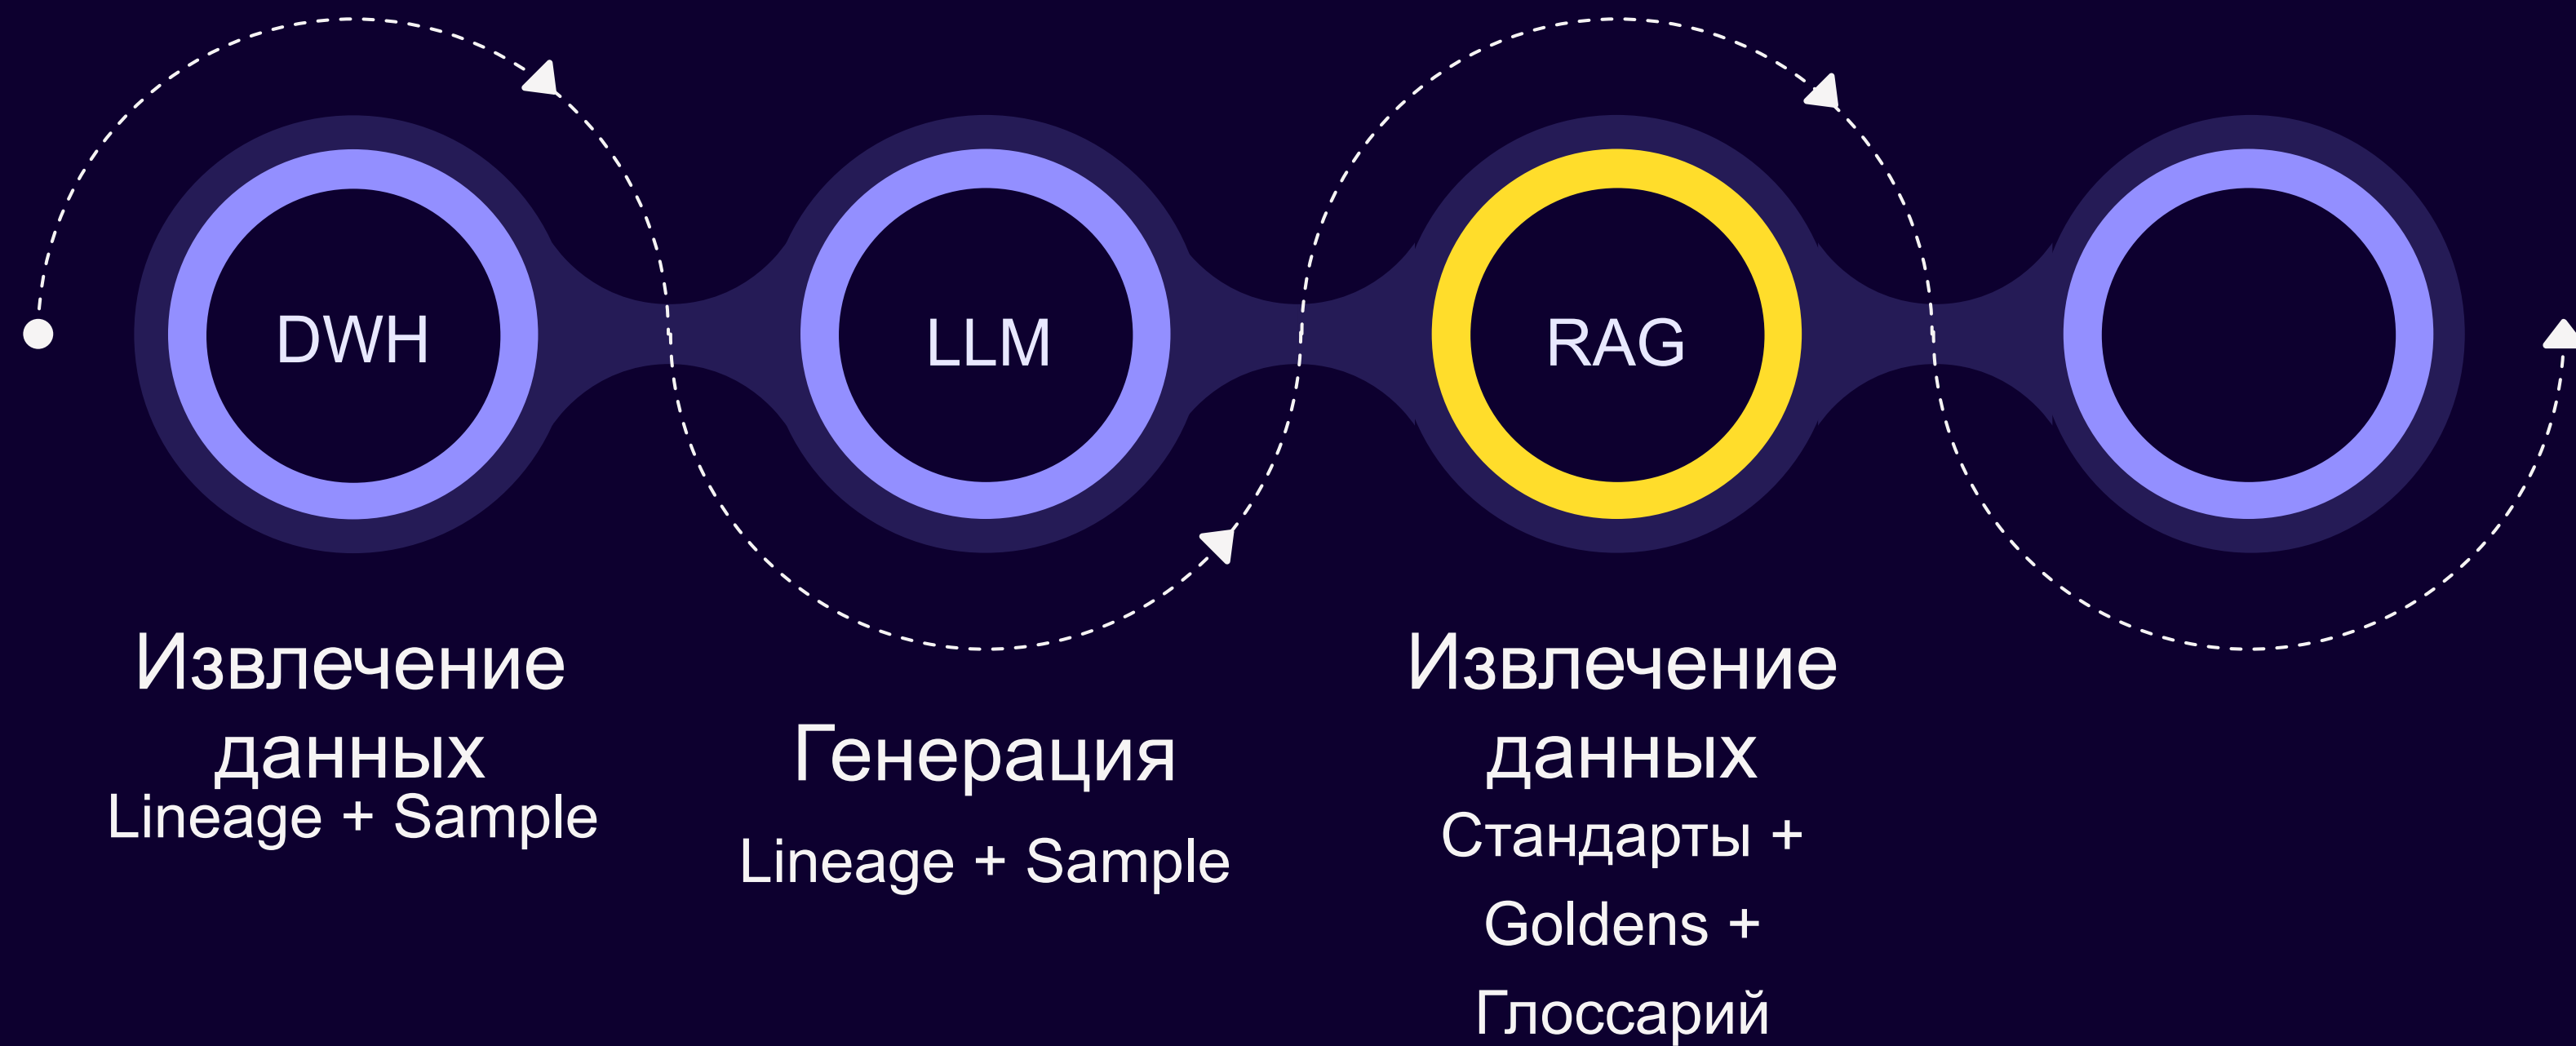 DWH
LLM
RAG
Извлечение
данных
Lineage + Sample
Генерация
Lineage + Sample
Извлечение
данных
Стандарты +
Goldens +
Глоссарий